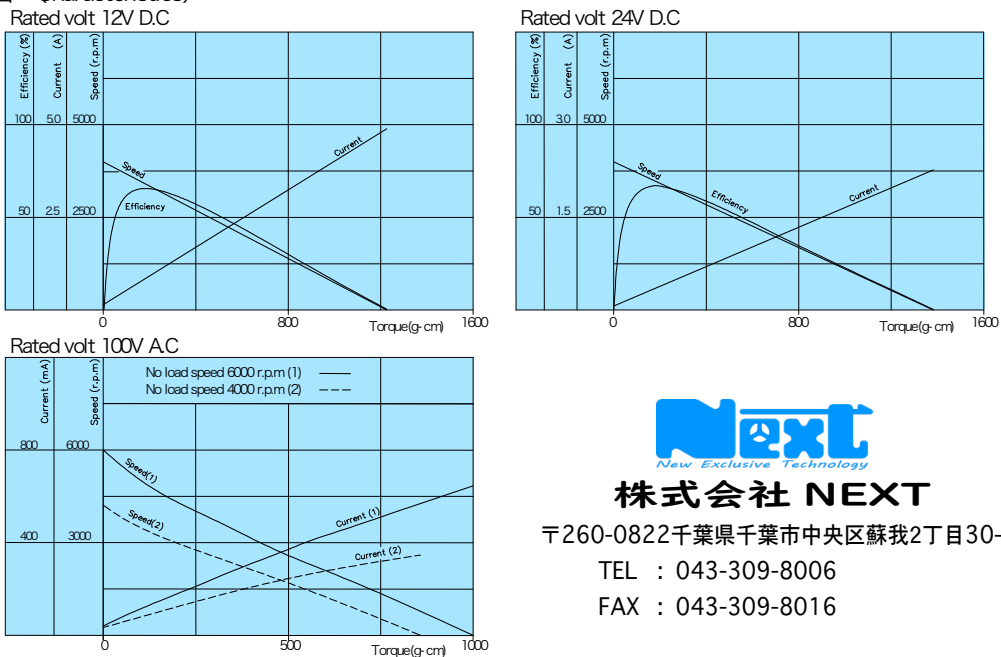 Rated volt 12V D.C
Efficiency (%)
Current (A)
Speed (r.p.m)
100 5.0 5000
50 2.5 2500
Speed
Efficiency
Current
0 800 1600
Torque(g-cm)
Rated volt 24V D.C
Efficiency (%)
Current (A)
Speed (r.p.m)
100 3.0 5000
50 1.5 2500
Speed
Efficiency
Current
0 800 1600
Torque(g-cm)
Rated volt 100V A.C
Current (mA)
Speed (r.p.m)
No load speed 6000 r.p.m (1)
No load speed 4000 r.p.m (2)
800 6000
400 3000
Speed(1)
Speed(2)
Current (1)
Current (2)
0 500 1000
Torque(g-cm)
Next
New Exclusive Technology
株式会社 NEXT
〒260-0822千葉県千葉市中央区蘇我2丁目30-
TEL : 043-309-8006
FAX : 043-309-8016